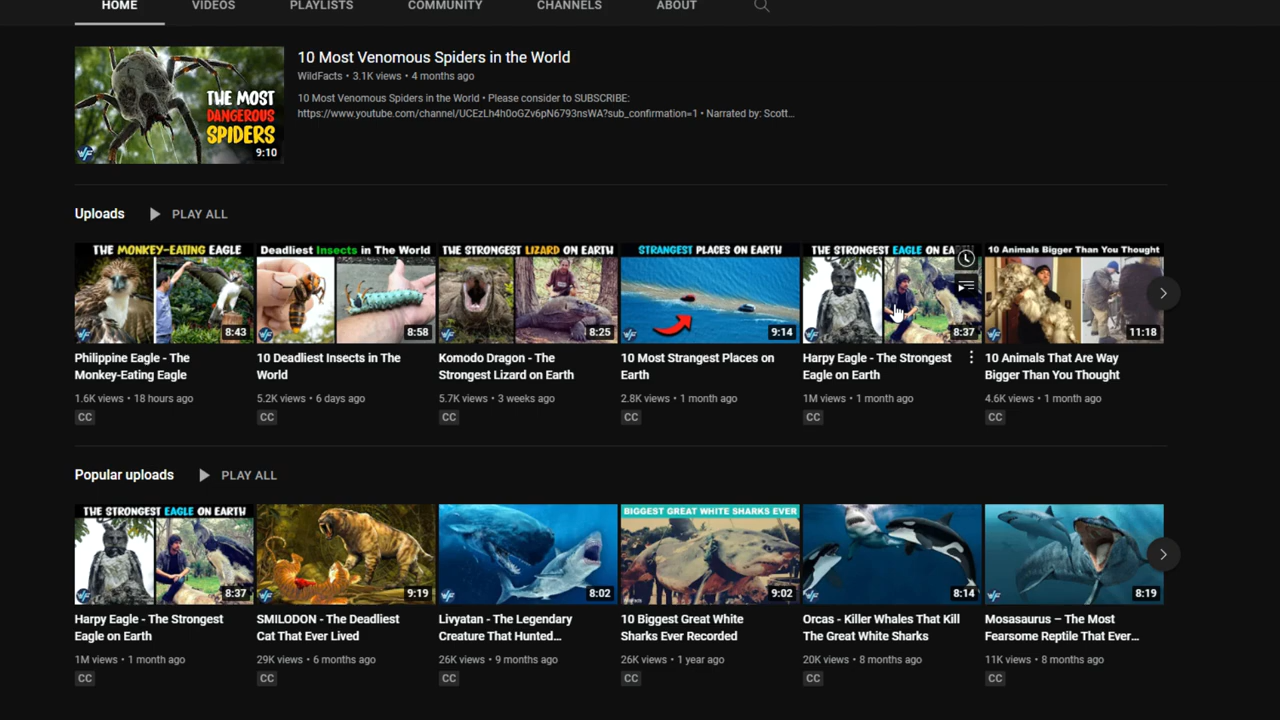 HOME VIDEOS PLAYLISTS COMMUNITY CHANNELS ABOUT
THE MOST
DANGEROUS
SPIDERS
9:10
10 Most Venomous Spiders in the World
WildFacts • 3.1K views • 4 months ago
10 Most Venomous Spiders in the World • Please consider to SUBSCRIBE:
https://www.youtube.com/channel/UCEzLh4h0oGZv6pN6793nsWA?sub_confirmation=1 • Narrated by: Scott...
Uploads PLAY ALL
THE MONKEY-EATING EAGLE
8:43
Philippine Eagle - The
Monkey-Eating Eagle
1.6K views • 18 hours ago
CC
Deadliest Insects in The World
8:58
10 Deadliest Insects in The
World
5.2K views • 6 days ago
CC
THE STRONGEST LIZARD ON EARTH
8:25
Komodo Dragon - The
Strongest Lizard on Earth
5.7K views • 3 weeks ago
CC
STRANGEST PLACES ON EARTH
9:14
10 Most Strangest Places on
Earth
2.8K views • 1 month ago
CC
THE STRONGEST EAGLE ON EA
8:37
Harpy Eagle - The Strongest
Eagle on Earth
1M views • 1 month ago
CC
10 Animals Bigger Than You Thought
11:18
10 Animals That Are Way
Bigger Than You Thought
4.6K views • 1 month ago
CC
Popular uploads PLAY ALL
THE STRONGEST EAGLE ON EARTH
8:37
Harpy Eagle - The Strongest
Eagle on Earth
1M views • 1 month ago
CC
9:19
SMILODON - The Deadliest
Cat That Ever Lived
29K views • 6 months ago
CC
8:02
Livyatan - The Legendary
Creature That Hunted...
26K views • 9 months ago
CC
BIGGEST GREAT WHITE SHARKS EVER
9:02
10 Biggest Great White
Sharks Ever Recorded
26K views • 1 year ago
CC
8:14
Orcas - Killer Whales That Kill
The Great White Sharks
20K views • 8 months ago
CC
8:19
Mosasaurus – The Most
Fearsome Reptile That Ever...
11K views • 8 months ago
CC